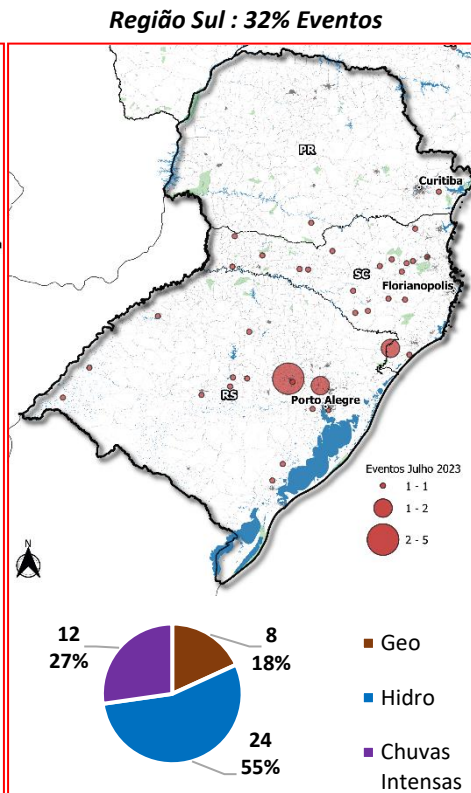 Região Sul : 32% Eventos
PR
Curitiba
SC
Florianopolis
RS
Porto Alegre
Eventos Julho 2023
1 - 1
1 - 2
2 - 5
N
12
27%
8
18%
24
55%
Geo
Hidro
Chuvas
Intensas